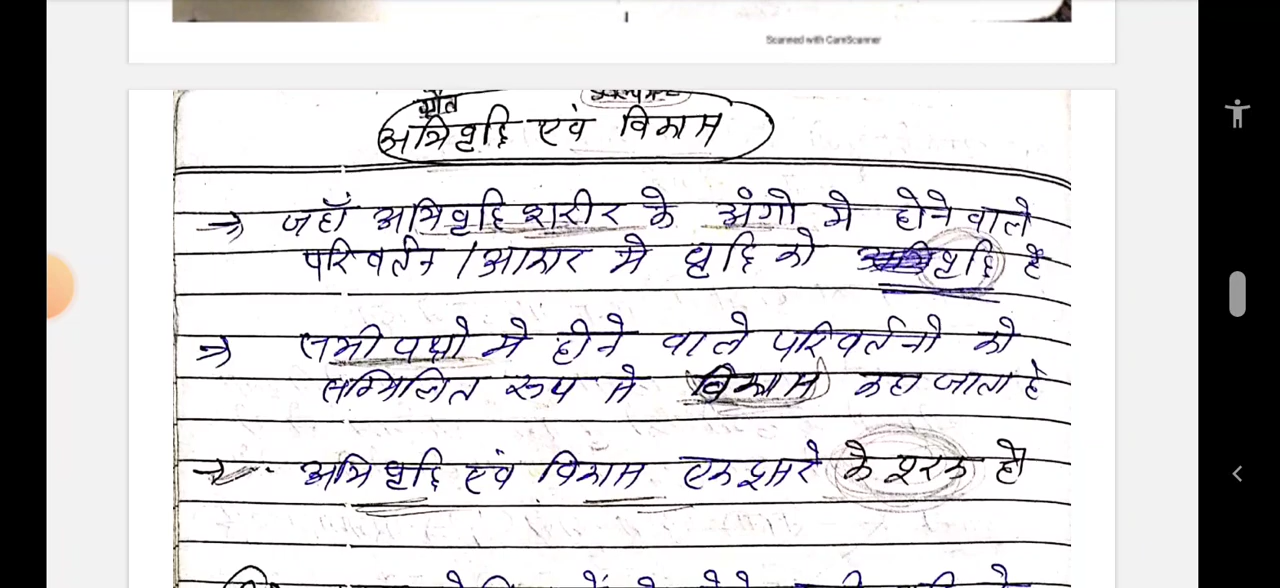 Scanned with CamScanner
ग्रोत
अभिवृद्धि एवं विकास
→ जहाँ अभिवृद्धि शरीर के अंगो मे होने वाले
परिवर्तन / आकार मे वृद्धि को अभिवृद्धि है
→ सभी पक्षो मे होने वाले परिवर्तनो को
सम्मिलित रूप मे विकास कहा जाता है
→ अभिवृद्धि एवं विकास एक दूसरे के पूरक है